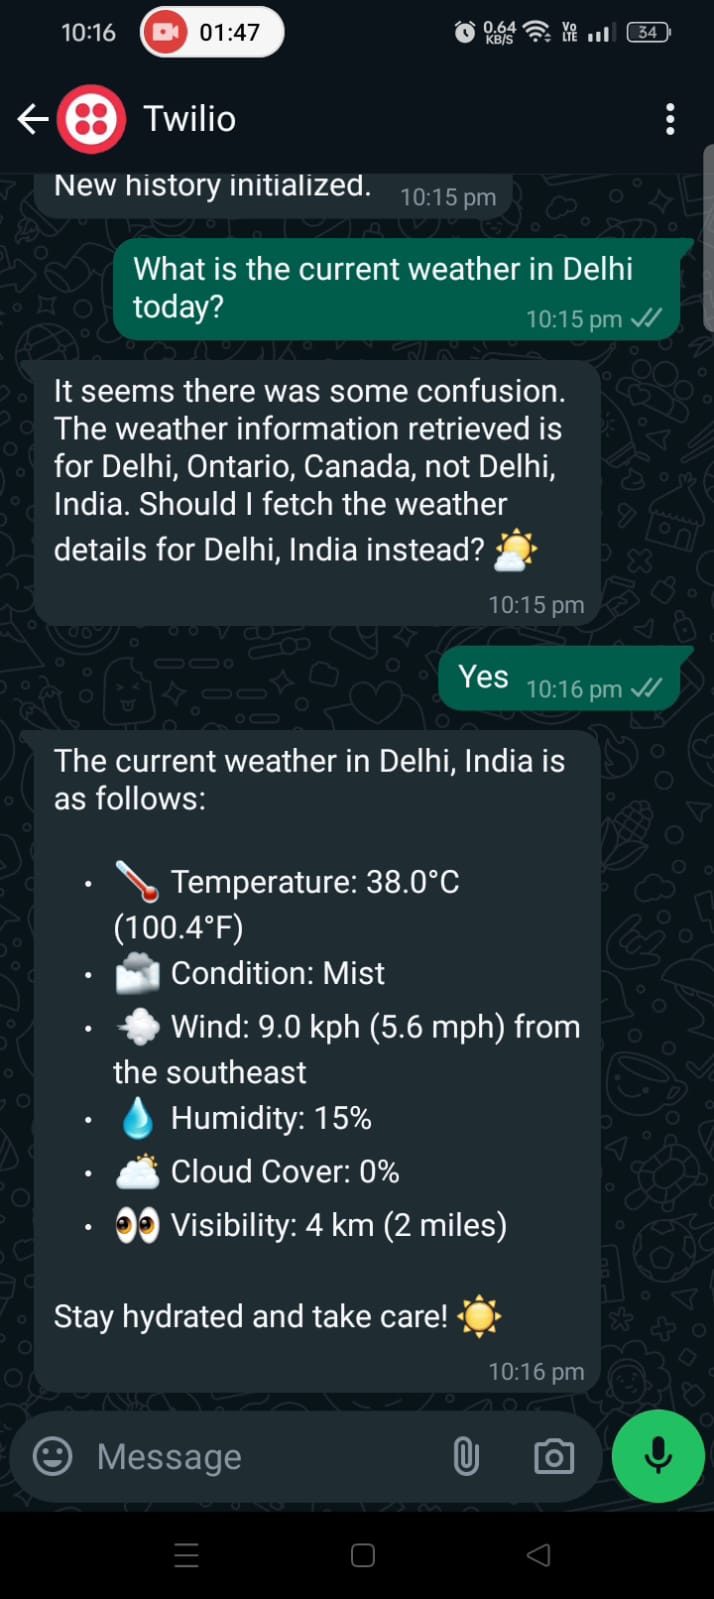 10:16 01:47 0.64 KB/S Vo LTE 34
Twilio
New history initialized. 10:15 pm
What is the current weather in Delhi
today? 10:15 pm
It seems there was some confusion.
The weather information retrieved is
for Delhi, Ontario, Canada, not Delhi,
India. Should I fetch the weather
details for Delhi, India instead? 🌤️
10:15 pm
Yes 10:16 pm
The current weather in Delhi, India is
as follows:
• 🌡️ Temperature: 38.0°C
(100.4°F)
• 🌫️ Condition: Mist
• 💨 Wind: 9.0 kph (5.6 mph) from
the southeast
• 💧 Humidity: 15%
• 🌥️ Cloud Cover: 0%
• 👀 Visibility: 4 km (2 miles)
Stay hydrated and take care! ☀️
10:16 pm
Message